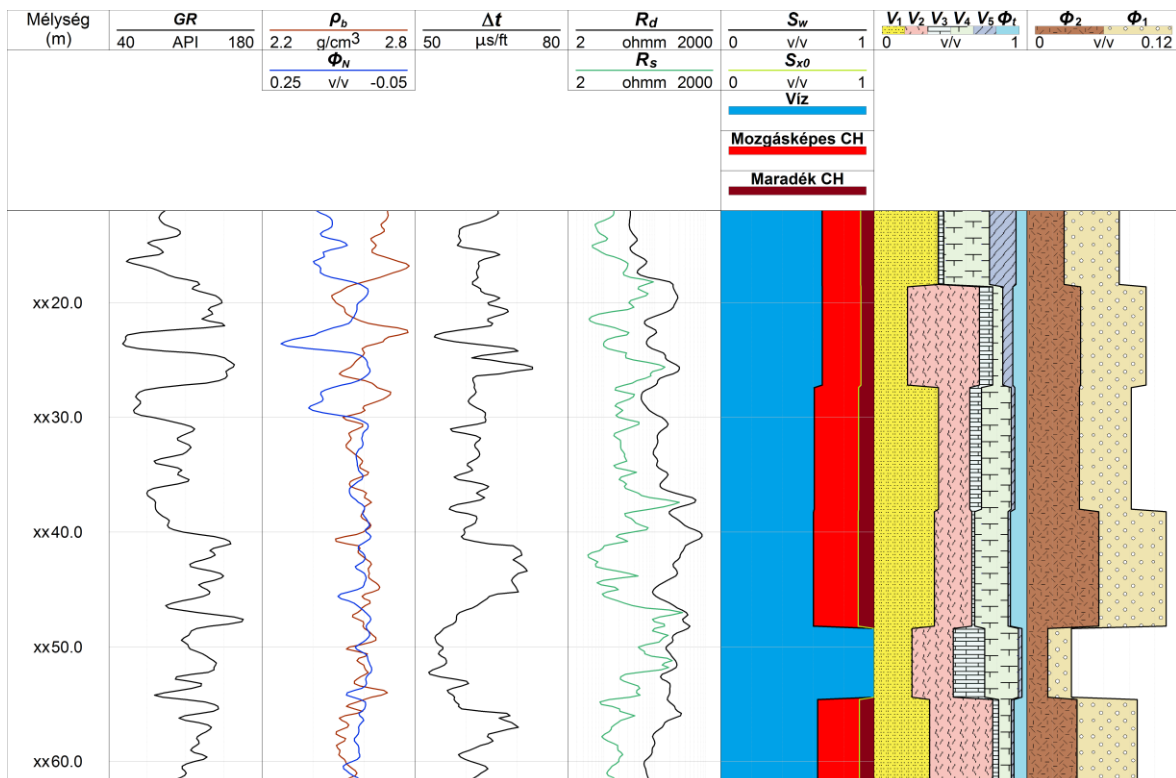 Mélység
(m)
GR
40 API 180
ρb
2.2 g/cm³ 2.8
ΦN
0.25 v/v -0.05
Δt
50 µs/ft 80
Rd
2 ohmm 2000
Rs
2 ohmm 2000
Sw
0 v/v 1
Sx0
0 v/v 1
Víz
Mozgásképes CH
Maradék CH
V1 V2 V3 V4 V5 Φt
0 v/v 1
Φ2 Φ1
0 v/v 0.12
xx20.0
xx30.0
xx40.0
xx50.0
xx60.0